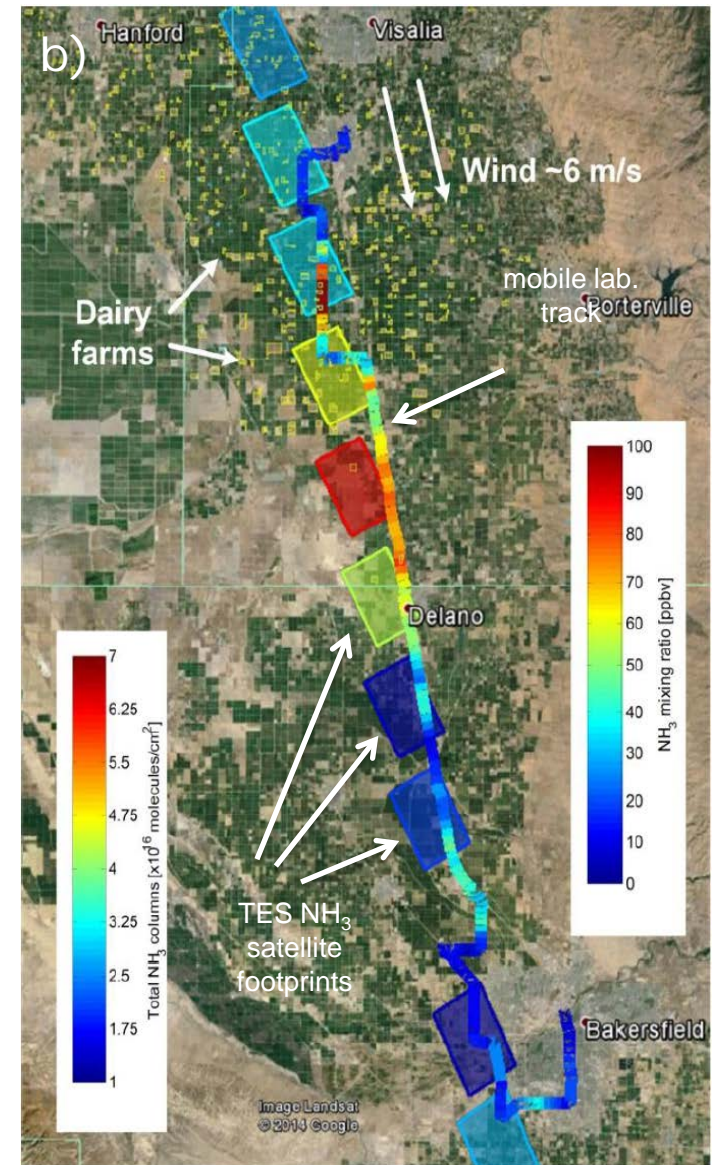 b)
Hanford
Visalia
Wind ~6 m/s
mobile lab.
track
Porterville
Dairy
farms
100
90
80
70
60
50
40
30
20
10
0
NH3 mixing ratio [ppbv]
Delano
7
6.25
5.5
4.75
4
3.25
2.5
1.75
1
Total NH3 columns [x10^16 molecules/cm^2]
TES NH3
satellite
footprints
Bakersfield
Image Landsat
© 2014 Google